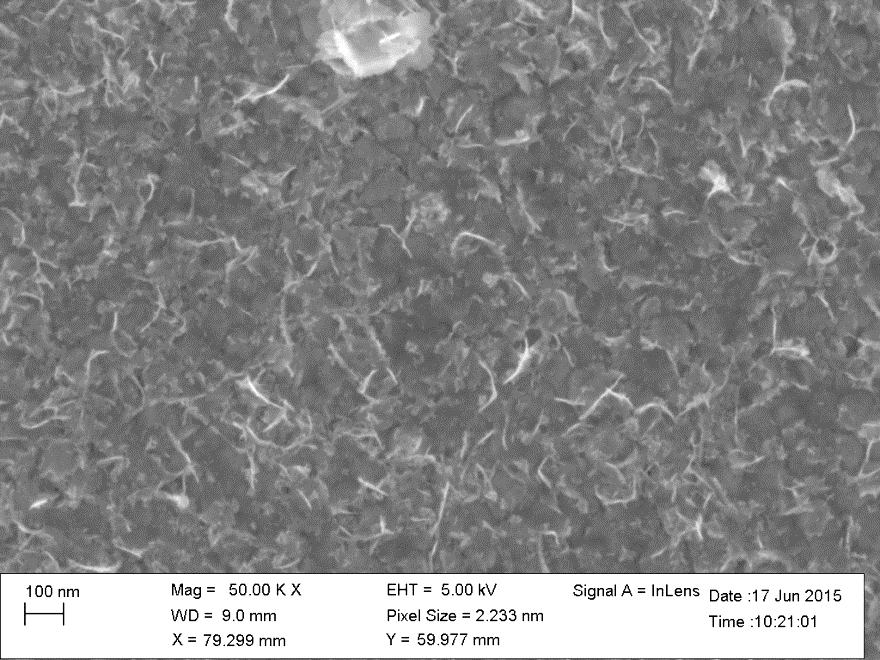 100 nm
Mag = 50.00 K X
EHT = 5.00 kV
Signal A = InLens
Date :17 Jun 2015
WD = 9.0 mm
Pixel Size = 2.233 nm
Time :10:21:01
X = 79.299 mm
Y = 59.977 mm